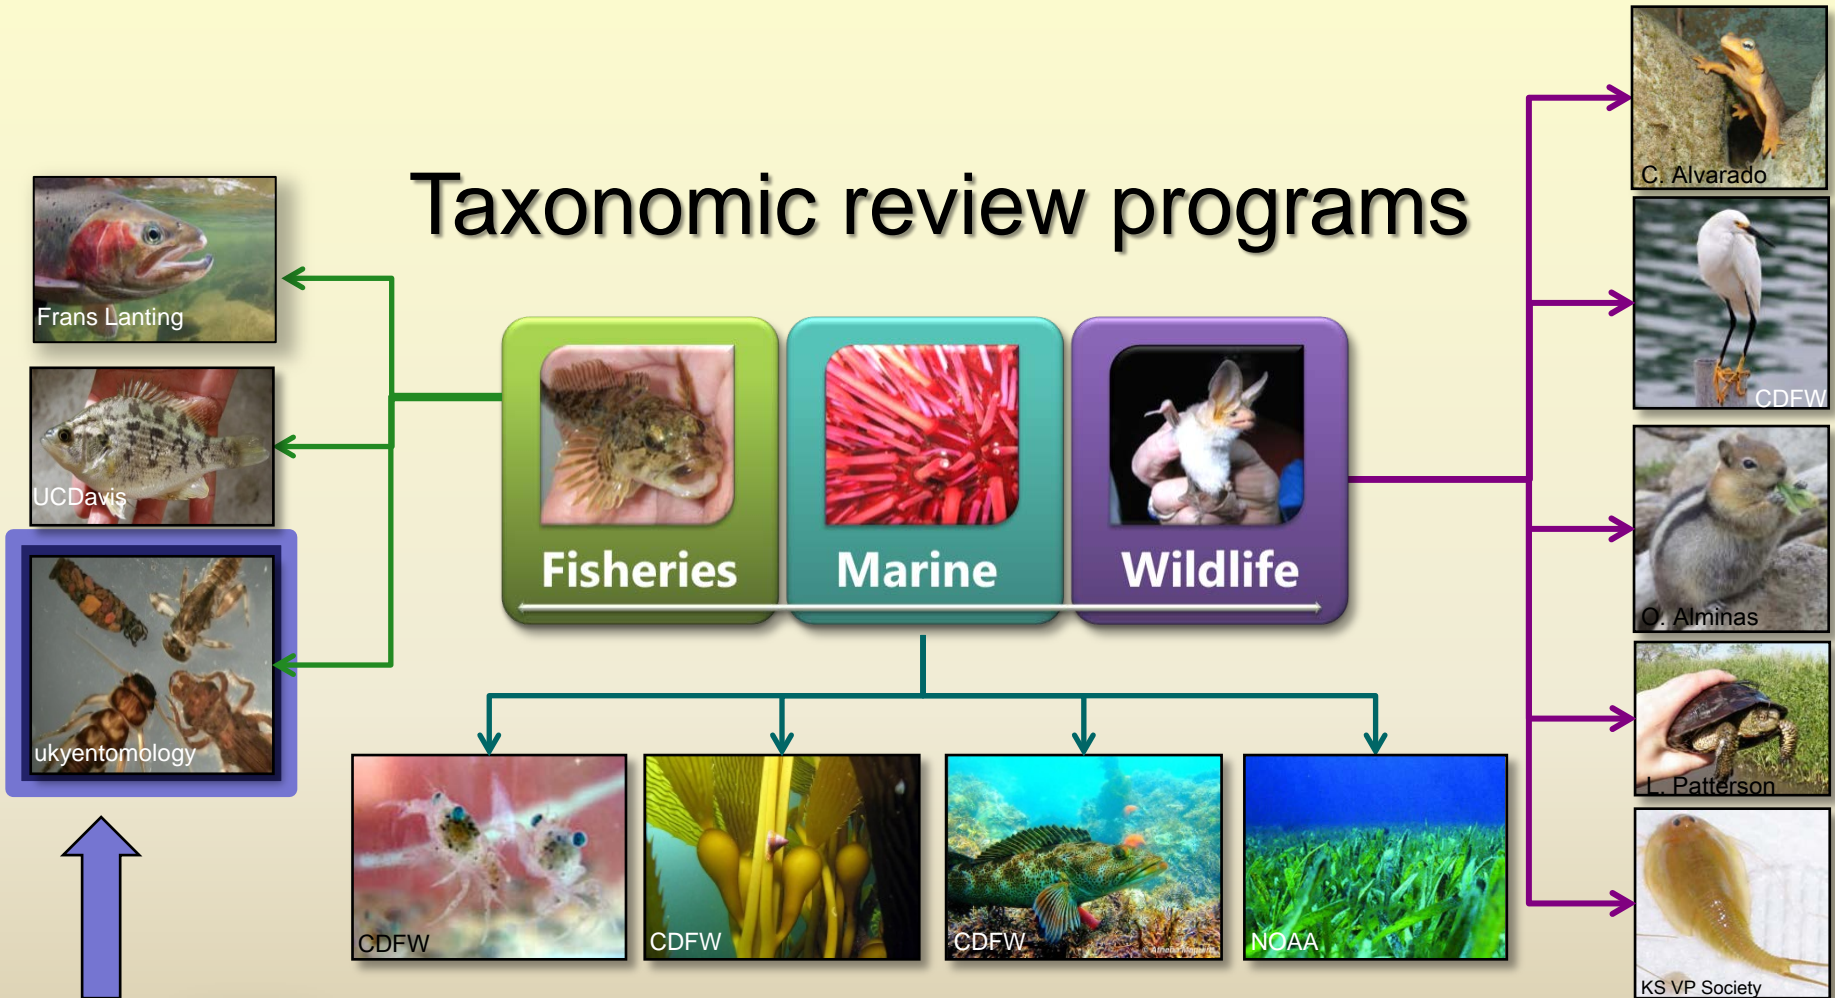 Taxonomic review programs
Frans Lanting
UCDavis
ukyentomology
Fisheries
Marine
Wildlife
CDFW
CDFW
CDFW
NOAA
C. Alvarado
CDFW
O. Alminas
L. Patterson
KS VP Society